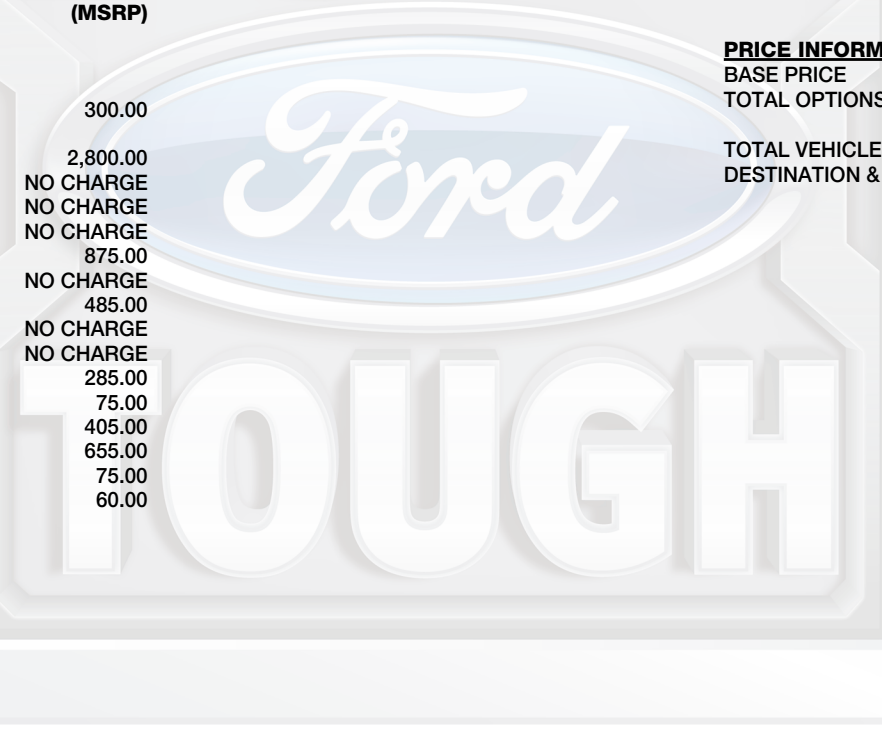 (MSRP)
300.00
2,800.00
NO CHARGE
NO CHARGE
NO CHARGE
875.00
NO CHARGE
485.00
NO CHARGE
NO CHARGE
285.00
75.00
405.00
655.00
75.00
60.00
PRICE INFORM
BASE PRICE
TOTAL OPTIONS
TOTAL VEHICLE
DESTINATION &
Ford
TOUGH